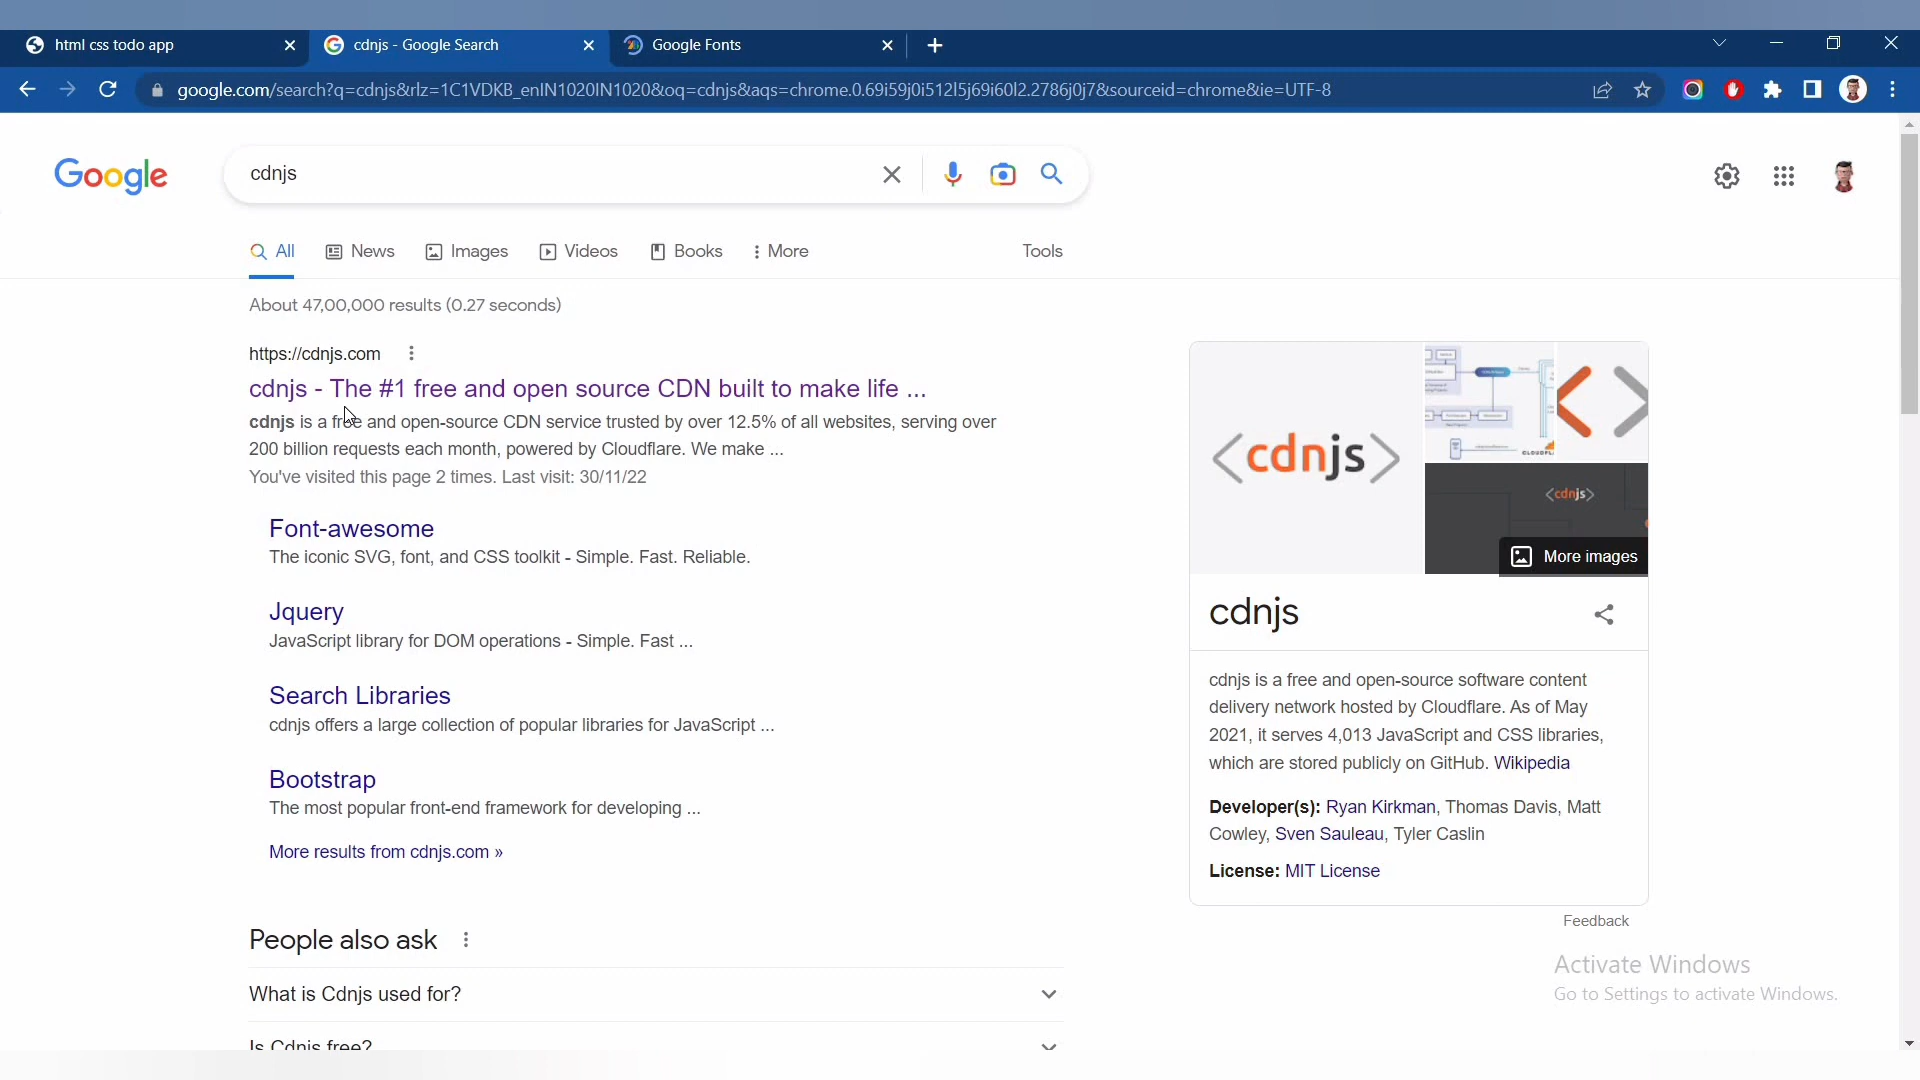 html css todo app
cdnjs - Google Search
Google Fonts
google.com/search?q=cdnjs&rlz=1C1VDKB_enIN1020IN1020&oq=cdnjs&aqs=chrome.0.69i59j0i512l5j69i60l2.2786j0j7&sourceid=chrome&ie=UTF-8
Google
cdnjs
All
News
Images
Videos
Books
More
Tools
About 47,00,000 results (0.27 seconds)
https://cdnjs.com
cdnjs - The #1 free and open source CDN built to make life ...
cdnjs is a free and open-source CDN service trusted by over 12.5% of all websites, serving over
200 billion requests each month, powered by Cloudflare. We make ...
You've visited this page 2 times. Last visit: 30/11/22
Font-awesome
The iconic SVG, font, and CSS toolkit - Simple. Fast. Reliable.
Jquery
JavaScript library for DOM operations - Simple. Fast ...
Search Libraries
cdnjs offers a large collection of popular libraries for JavaScript ...
Bootstrap
The most popular front-end framework for developing ...
More results from cdnjs.com »
People also ask
What is Cdnjs used for?
Is Cdnjs free?
<cdnjs>
<cdnjs>
More images
cdnjs
cdnjs is a free and open-source software content
delivery network hosted by Cloudflare. As of May
2021, it serves 4,013 JavaScript and CSS libraries,
which are stored publicly on GitHub. Wikipedia
Developer(s): Ryan Kirkman, Thomas Davis, Matt
Cowley, Sven Sauleau, Tyler Caslin
License: MIT License
Feedback
Activate Windows
Go to Settings to activate Windows.